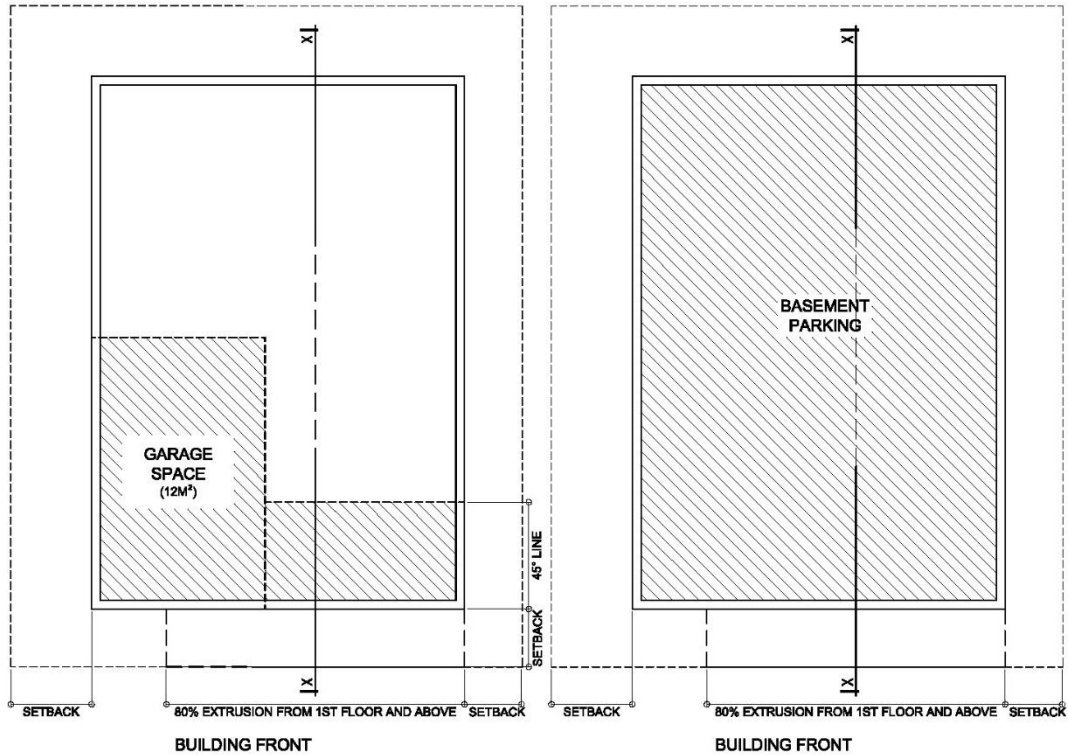 X
X
GARAGE
SPACE
(12M²)
45° LINE
SETBACK
X
SETBACK
80% EXTRUSION FROM 1ST FLOOR AND ABOVE
SETBACK
BUILDING FRONT
BASEMENT
PARKING
X
SETBACK
80% EXTRUSION FROM 1ST FLOOR AND ABOVE
SETBACK
BUILDING FRONT